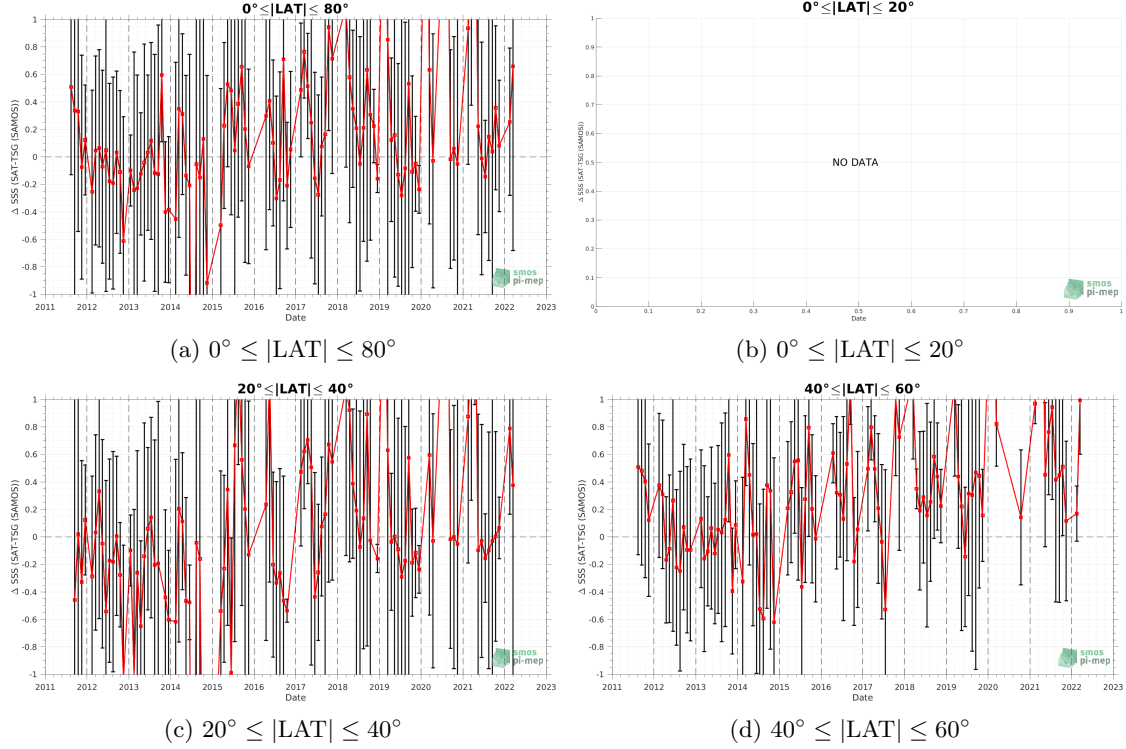 0°≤|LAT|≤ 80°
Δ SSS (SAT-TSG (SAMOS))
1
0.8
0.6
0.4
0.2
0
-0.2
-0.4
-0.6
-0.8
-1
2011 2012 2013 2014 2015 2016 2017 2018 2019 2020 2021 2022 2023
Date
smos
pi-mep
(a) 0° ≤ |LAT| ≤ 80°
0°≤|LAT|≤ 20°
Δ SSS (SAT-TSG (SAMOS))
1
0.9
0.8
0.7
0.6
0.5
0.4
0.3
0.2
0.1
0
NO DATA
0 0.1 0.2 0.3 0.4 0.5 0.6 0.7 0.8 0.9 1
Date
smos
pi-mep
(b) 0° ≤ |LAT| ≤ 20°
20°≤|LAT|≤ 40°
Δ SSS (SAT-TSG (SAMOS))
1
0.8
0.6
0.4
0.2
0
-0.2
-0.4
-0.6
-0.8
-1
2011 2012 2013 2014 2015 2016 2017 2018 2019 2020 2021 2022 2023
Date
smos
pi-mep
(c) 20° ≤ |LAT| ≤ 40°
40°≤|LAT|≤ 60°
Δ SSS (SAT-TSG (SAMOS))
1
0.8
0.6
0.4
0.2
0
-0.2
-0.4
-0.6
-0.8
-1
2011 2012 2013 2014 2015 2016 2017 2018 2019 2020 2021 2022 2023
Date
smos
pi-mep
(d) 40° ≤ |LAT| ≤ 60°